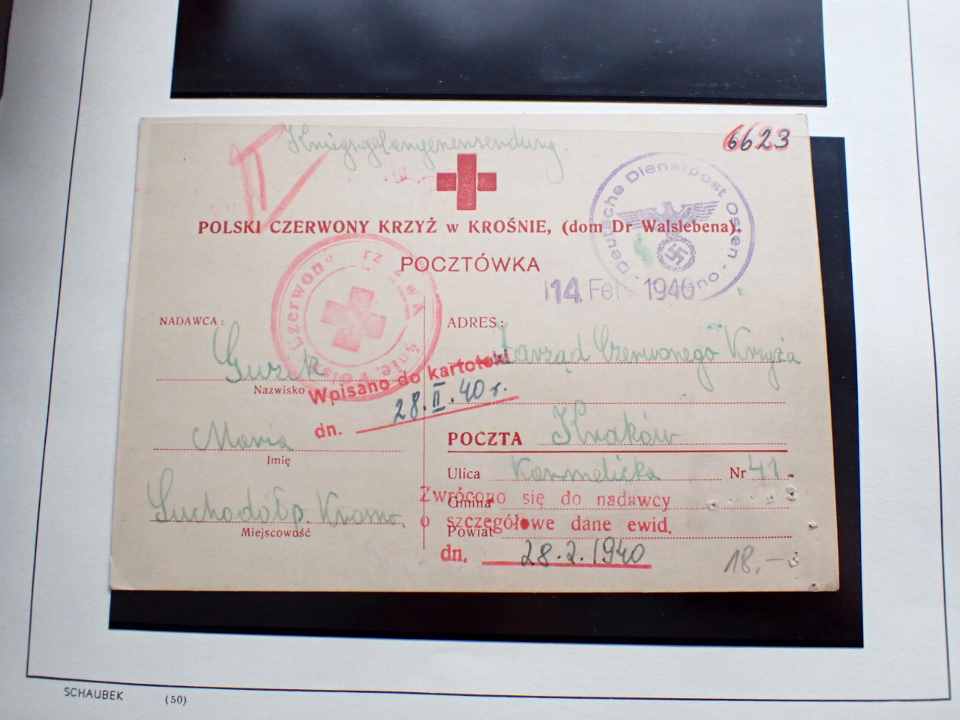 6623
POLSKI CZERWONY KRZYŻ w KROŚNIE, (dom Dr Walslebena).
POCZTÓWKA
Deutsche Dienstpost Osten
14. Feb 1940
NADAWCA:
Gurek
Nazwisko
Maria
Imię
Suchodół p. Krosno
Miejscowość
Wpisano do kartoteki
dn. 28.II.40 r.
ADRES:
Zarząd Czerwonego Krzyża
POCZTA Kraków
Ulica Karmelicka Nr 41.
Gmina
Powiat
Zwrócono się do nadawcy
o szczegółowe dane ewid.
dn. 28.2.1940
18.-
SCHAUBEK (50)